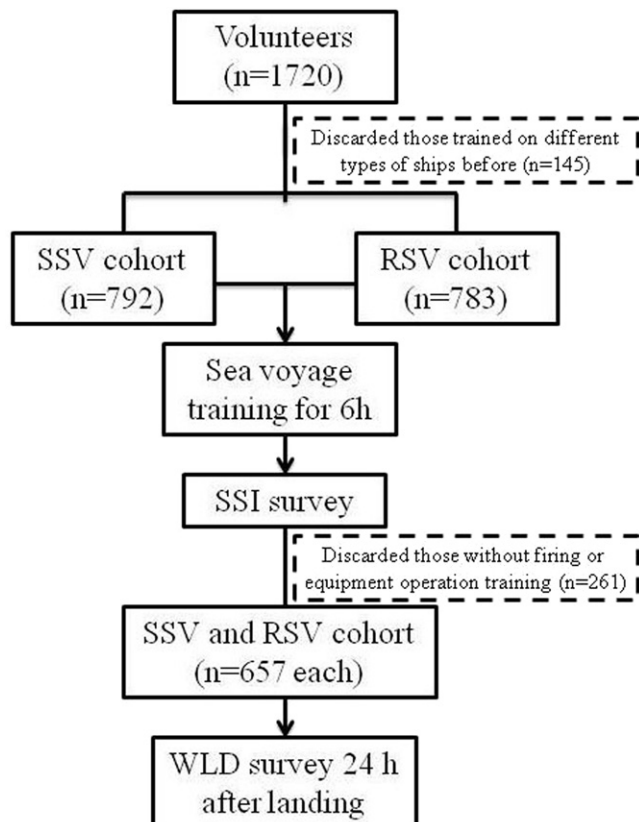 Volunteers
(n=1720)
Discarded those trained on different
types of ships before (n=145)
SSV cohort
(n=792)
RSV cohort
(n=783)
Sea voyage
training for 6h
SSI survey
Discarded those without firing or
equipment operation training (n=261)
SSV and RSV cohort
(n=657 each)
WLD survey 24 h
after landing